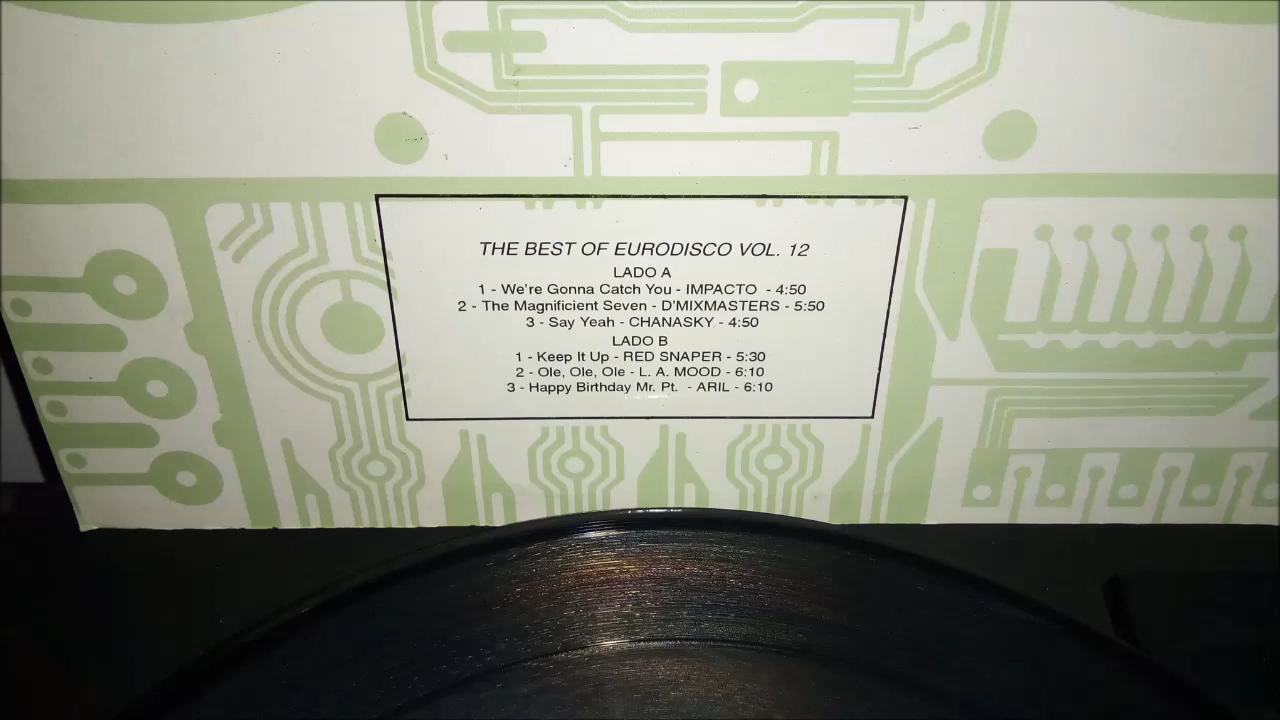 THE BEST OF EURODISCO VOL. 12
LADO A
1 - We're Gonna Catch You - IMPACTO - 4:50
2 - The Magnificient Seven - D'MIXMASTERS - 5:50
3 - Say Yeah - CHANASKY - 4:50
LADO B
1 - Keep It Up - RED SNAPER - 5:30
2 - Ole, Ole, Ole - L. A. MOOD - 6:10
3 - Happy Birthday Mr. Pt. - ARIL - 6:10